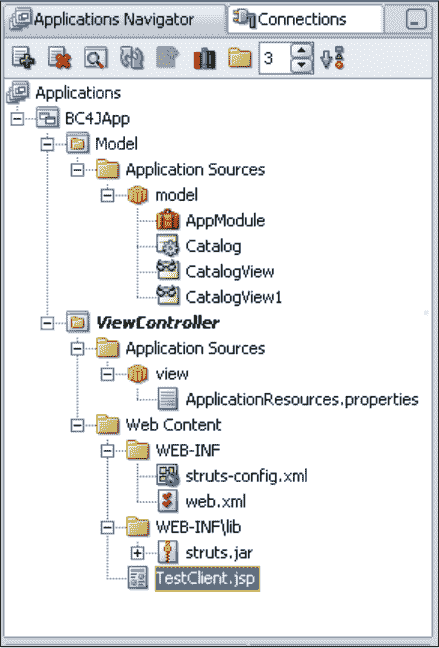 Applications Navigator
Connections
3
Applications
BC4JApp
Model
Application Sources
model
AppModule
Catalog
CatalogView
CatalogView1
ViewController
Application Sources
view
ApplicationResources.properties
Web Content
WEB-INF
struts-config.xml
web.xml
WEB-INF\lib
struts.jar
TestClient.jsp